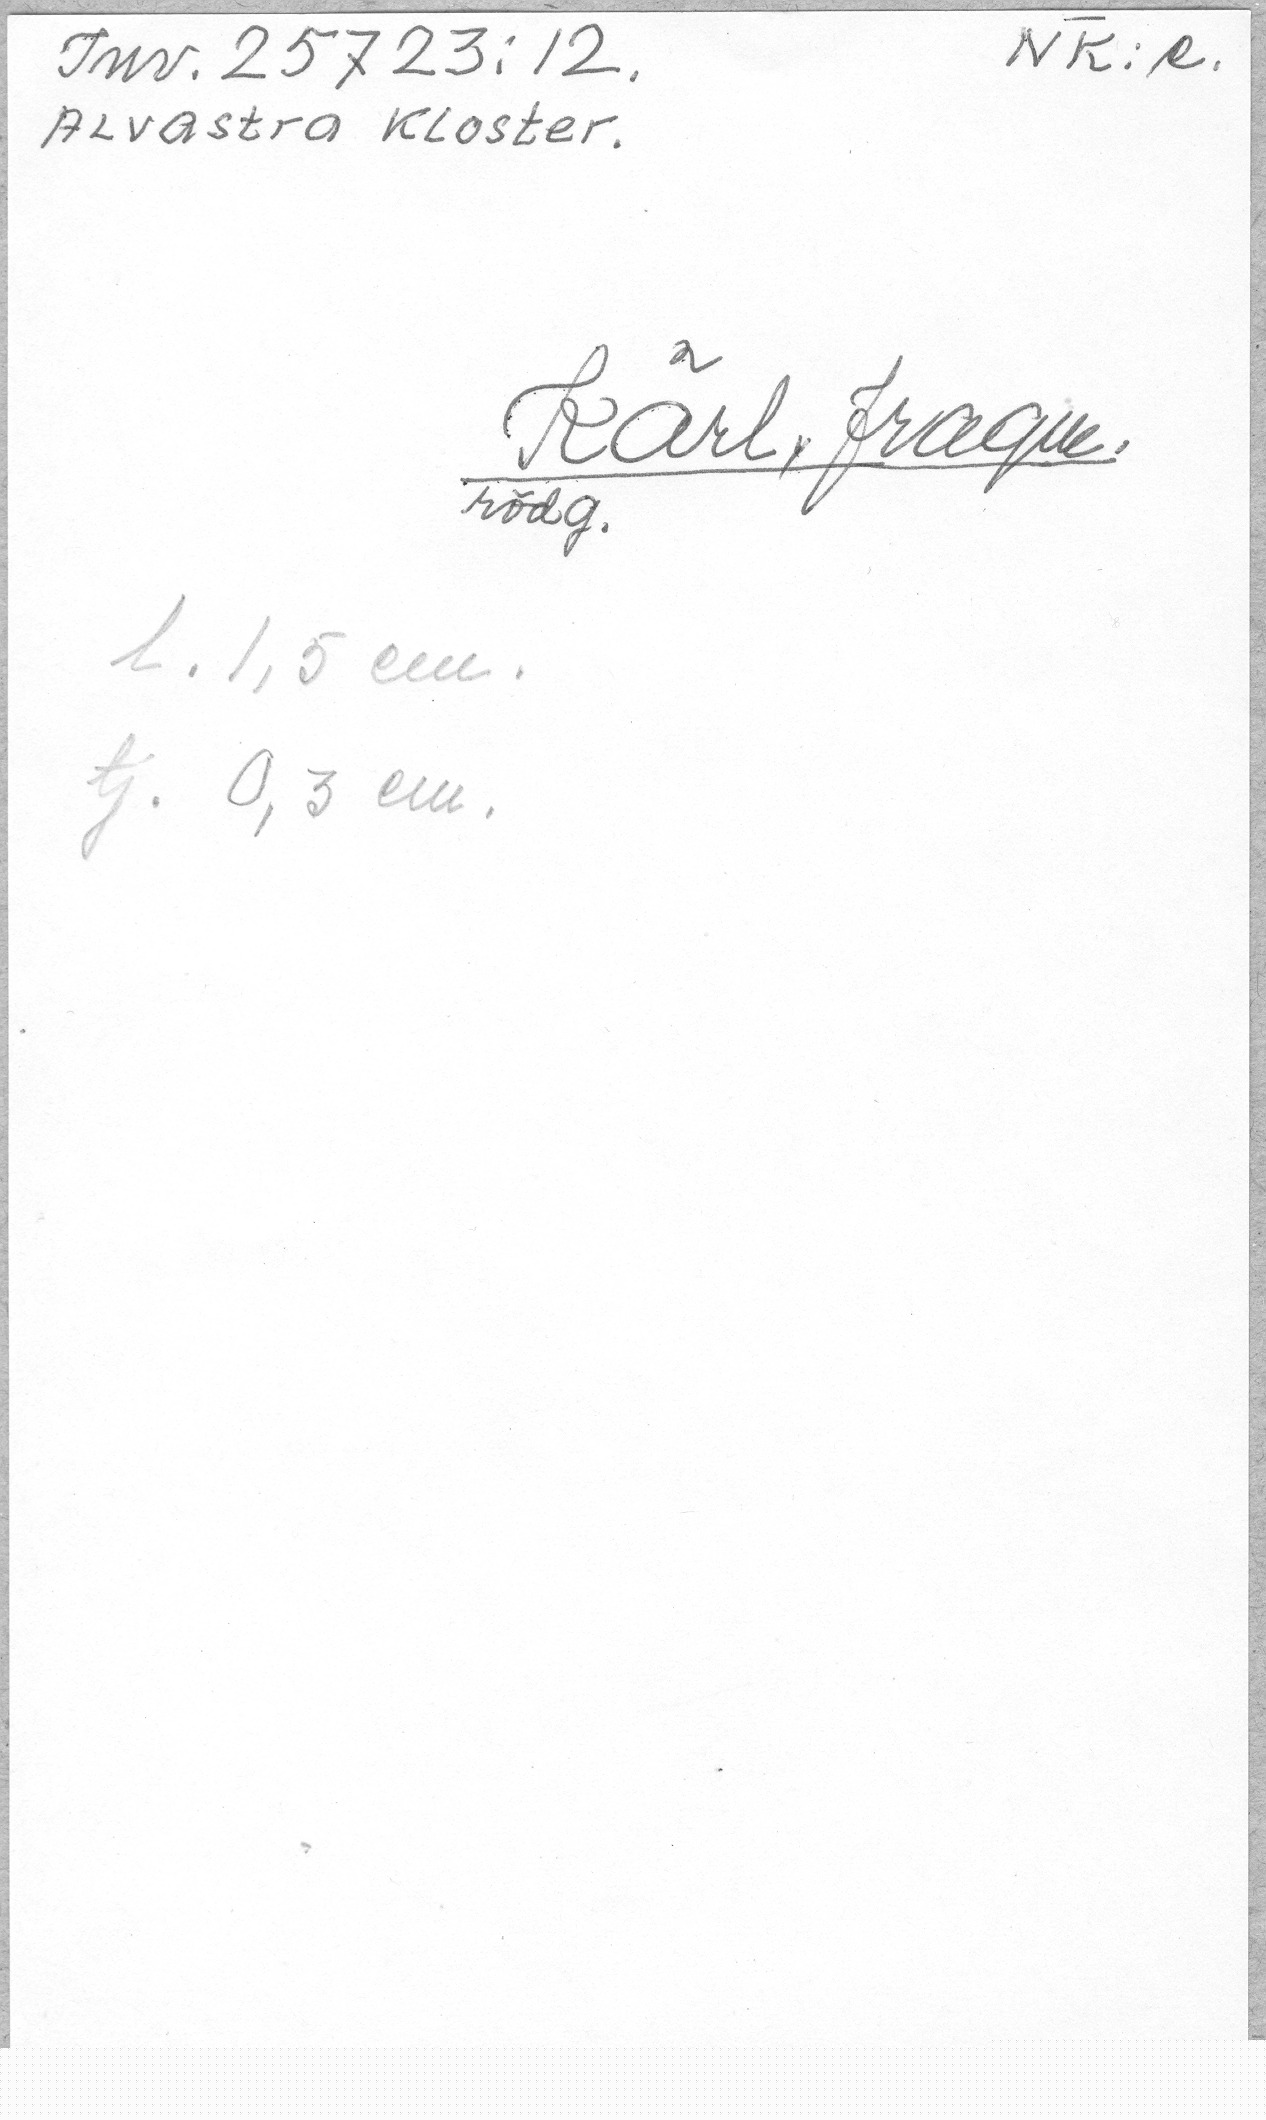 Inv. 25723:12.
NK:e.
Alvastra Kloster.
Kärl, fragm.
rödg.
l. 1,5 cm.
tj. 0,3 cm.